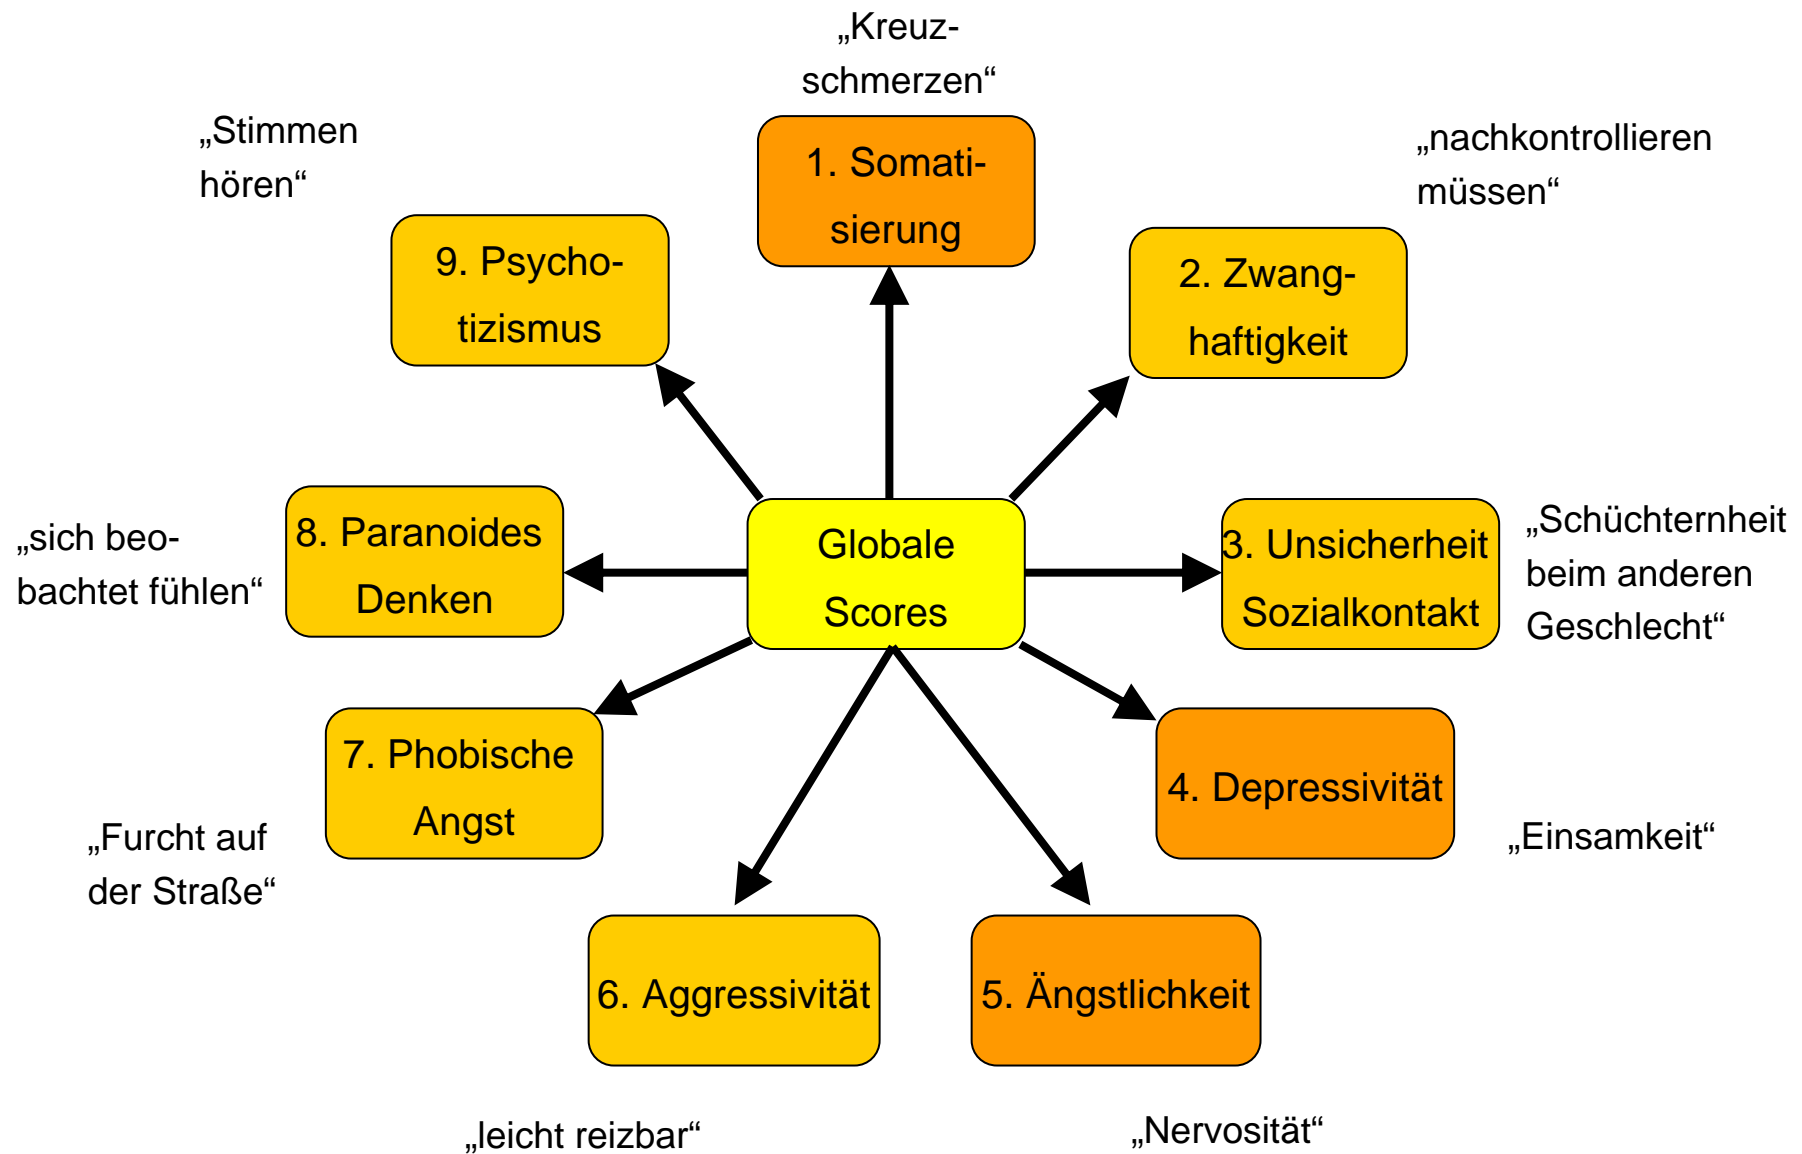 „Kreuz-
schmerzen“
1. Somati-
sierung
„nachkontrollieren
müssen“
2. Zwang-
haftigkeit
„Schüchternheit
beim anderen
Geschlecht“
3. Unsicherheit
Sozialkontakt
4. Depressivität
„Einsamkeit“
5. Ängstlichkeit
„Nervosität“
6. Aggressivität
„leicht reizbar“
7. Phobische
Angst
„Furcht auf
der Straße“
8. Paranoides
Denken
„sich beo-
bachtet fühlen“
9. Psycho-
tizismus
„Stimmen
hören“
Globale
Scores